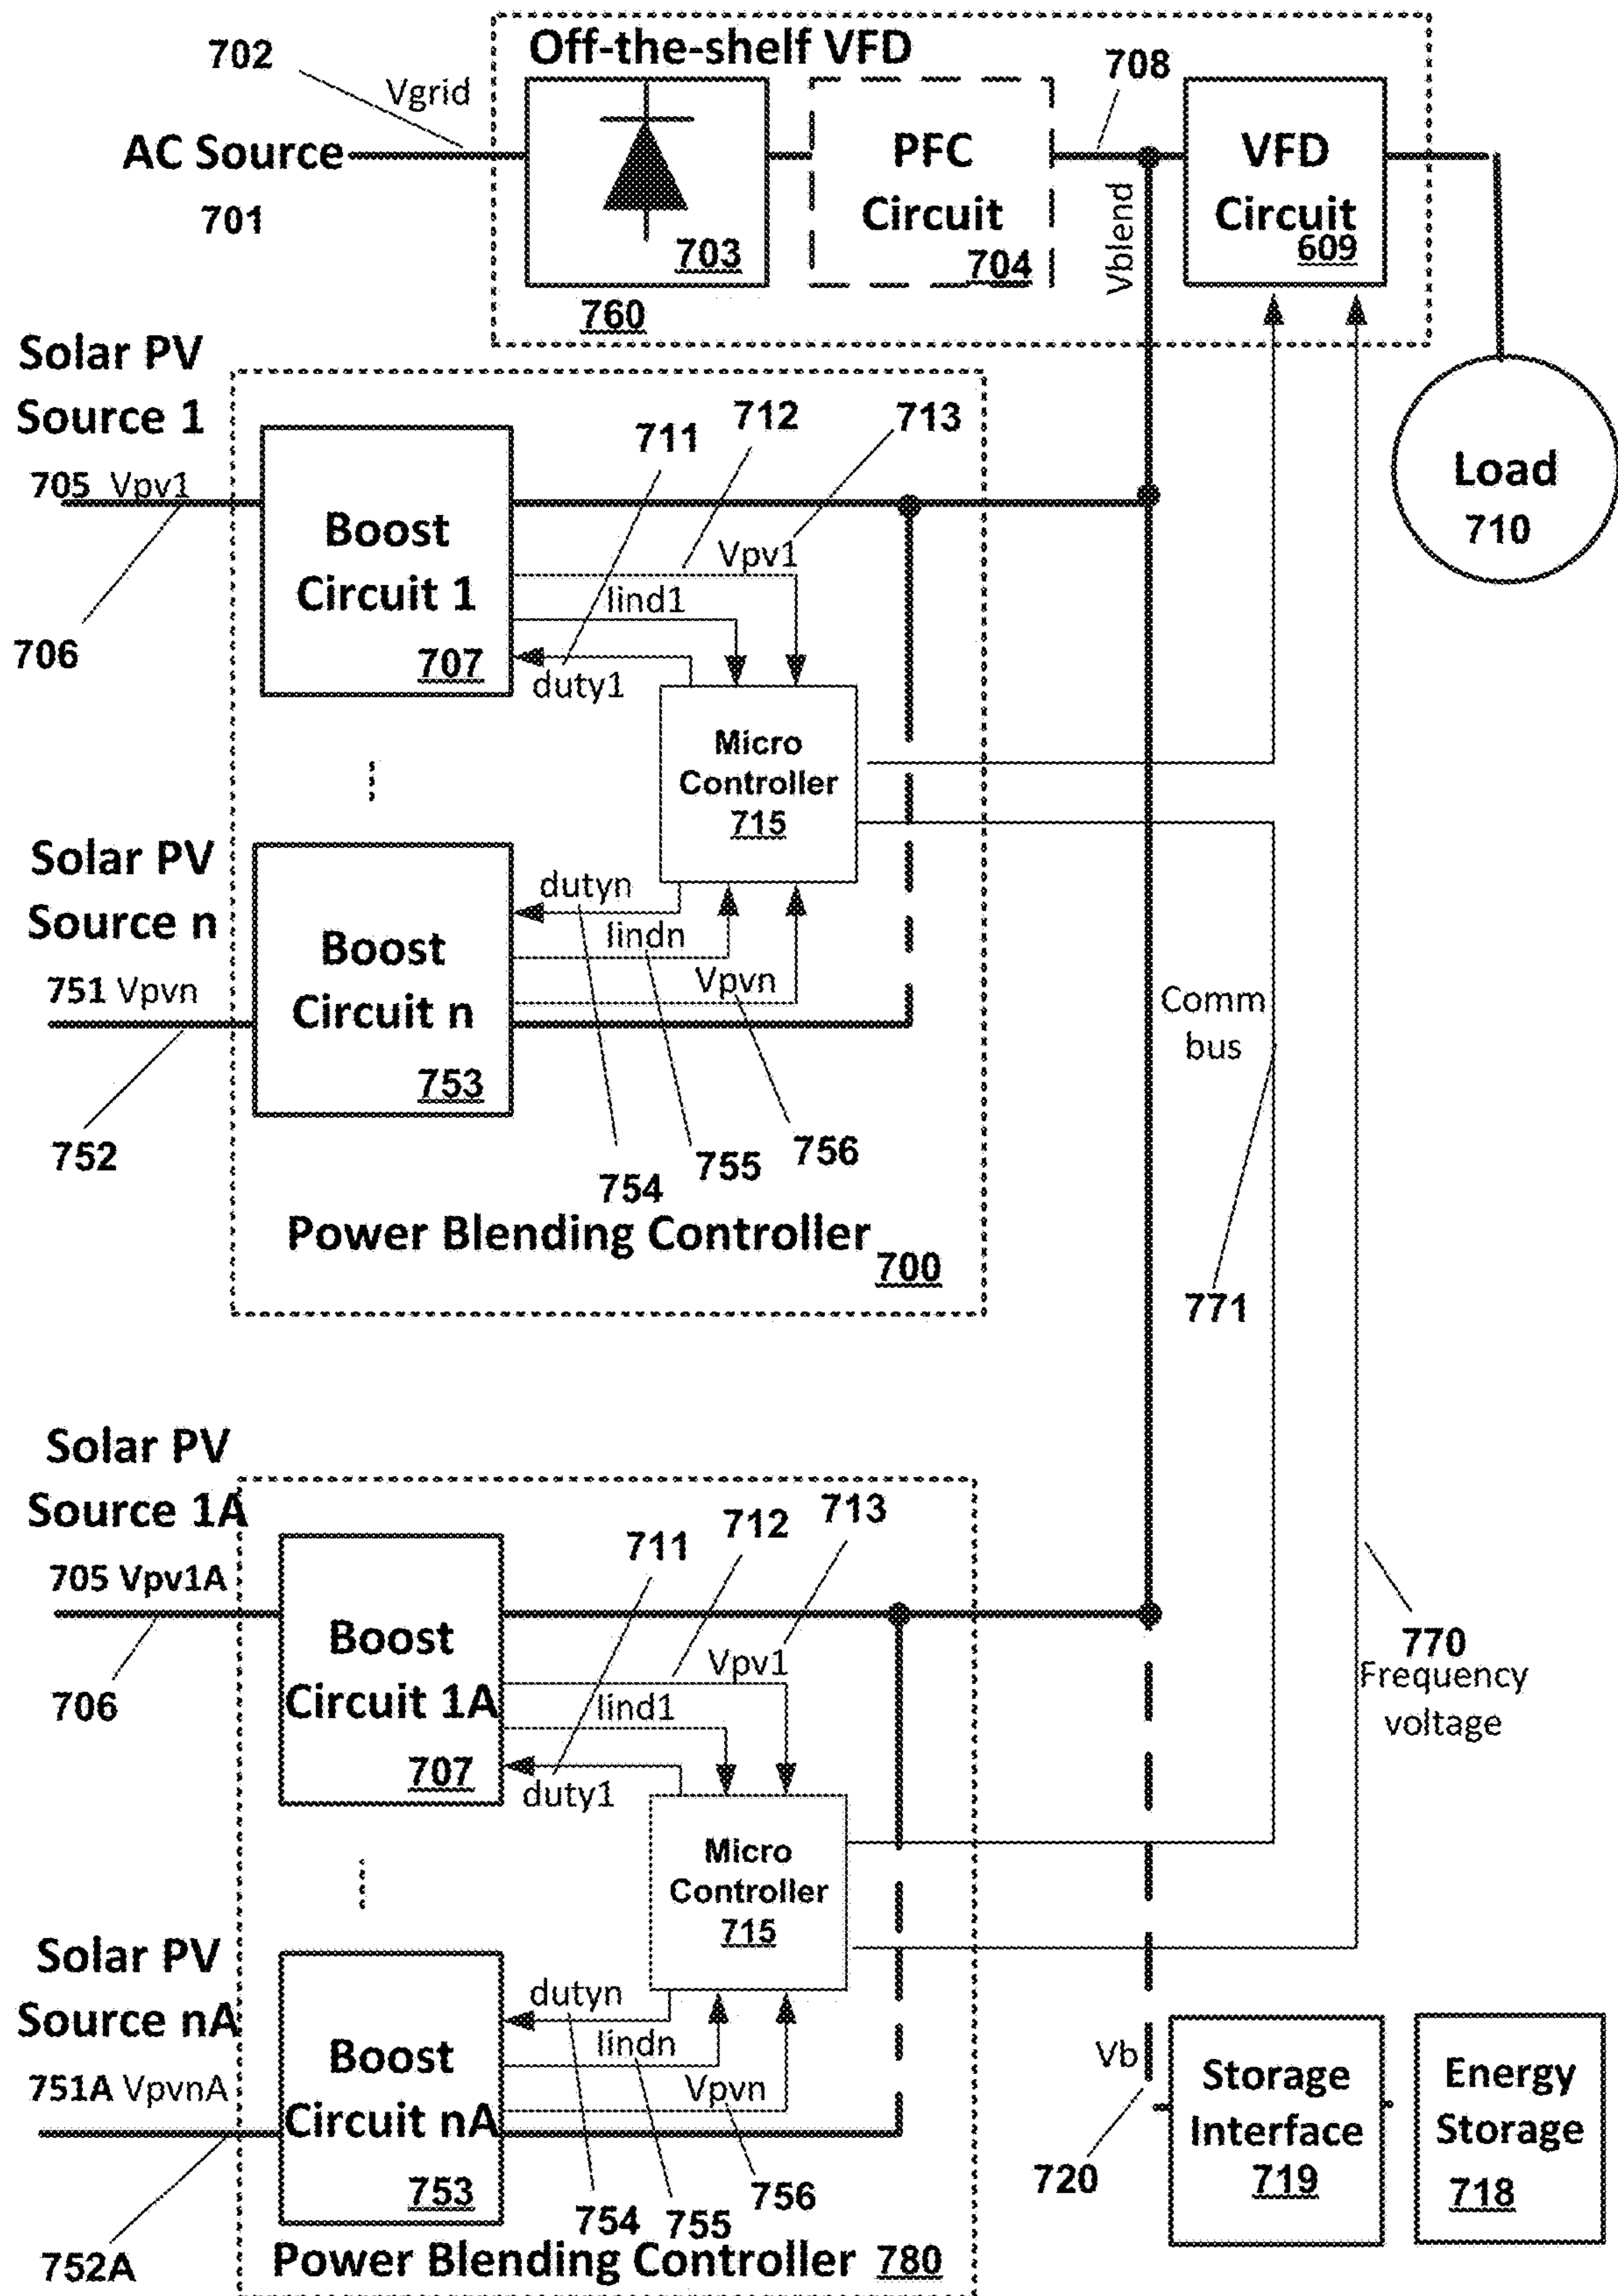 Off-the-shelf VFD
702
Vgrid
708
AC Source
701
703
PFC
Circuit
704
Vblend
VFD
Circuit
609
760
Solar PV
Source 1
705 Vpv1
706
Boost
Circuit 1
707
711
712
713
Vpv1
Iind1
duty1
Load
710
Micro
Controller
715
Solar PV
Source n
751 Vpvn
752
Boost
Circuit n
753
dutyn
Iindn
Vpvn
754
755
756
Comm
bus
771
Power Blending Controller
700
Solar PV
Source 1A
705 Vpv1A
706
Boost
Circuit 1A
707
711
712
713
Vpv1
Iind1
duty1
770
Frequency
voltage
Micro
Controller
715
Solar PV
Source nA
751A VpvnA
752A
Boost
Circuit nA
753
dutyn
Iindn
Vpvn
754
755
756
Vb
720
Storage
Interface
719
Energy
Storage
718
Power Blending Controller 780